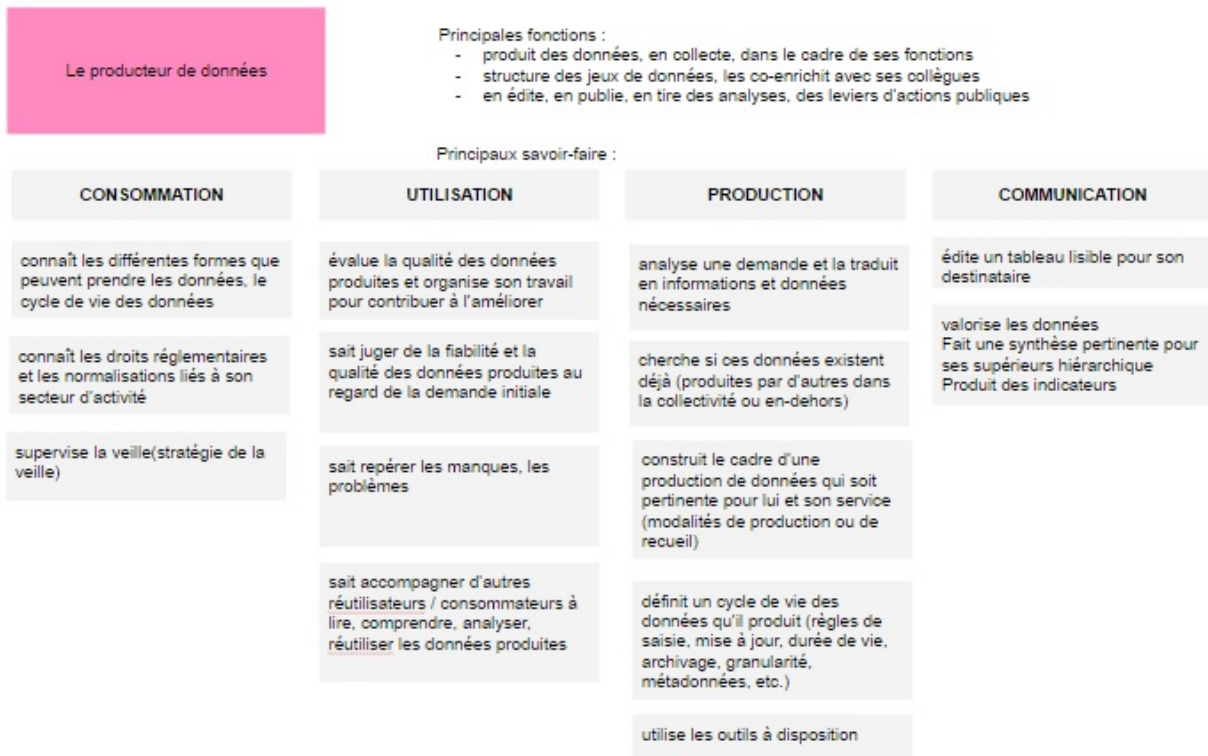 Le producteur de données
Principales fonctions :
- produit des données, en collecte, dans le cadre de ses fonctions
- structure des jeux de données, les co-enrichit avec ses collègues
- en édite, en publie, en tire des analyses, des leviers d'actions publiques
Principaux savoir-faire :
CONSOMMATION
connaît les différentes formes que
peuvent prendre les données, le
cycle de vie des données
connaît les droits réglementaires
et les normalisations liés à son
secteur d'activité
supervise la veille(stratégie de la
veille)
UTILISATION
évalue la qualité des données
produites et organise son travail
pour contribuer à l'améliorer
sait juger de la fiabilité et la
qualité des données produites au
regard de la demande initiale
sait repérer les manques, les
problèmes
sait accompagner d'autres
réutilisateurs / consommateurs à
lire, comprendre, analyser,
réutiliser les données produites
PRODUCTION
analyse une demande et la traduit
en informations et données
nécessaires
cherche si ces données existent
déjà (produites par d'autres dans
la collectivité ou en-dehors)
construit le cadre d'une
production de données qui soit
pertinente pour lui et son service
(modalités de production ou de
recueil)
définit un cycle de vie des
données qu'il produit (règles de
saisie, mise à jour, durée de vie,
archivage, granularité,
métadonnées, etc.)
utilise les outils à disposition
COMMUNICATION
édite un tableau lisible pour son
destinataire
valorise les données
Fait une synthèse pertinente pour
ses supérieurs hiérarchique
Produit des indicateurs